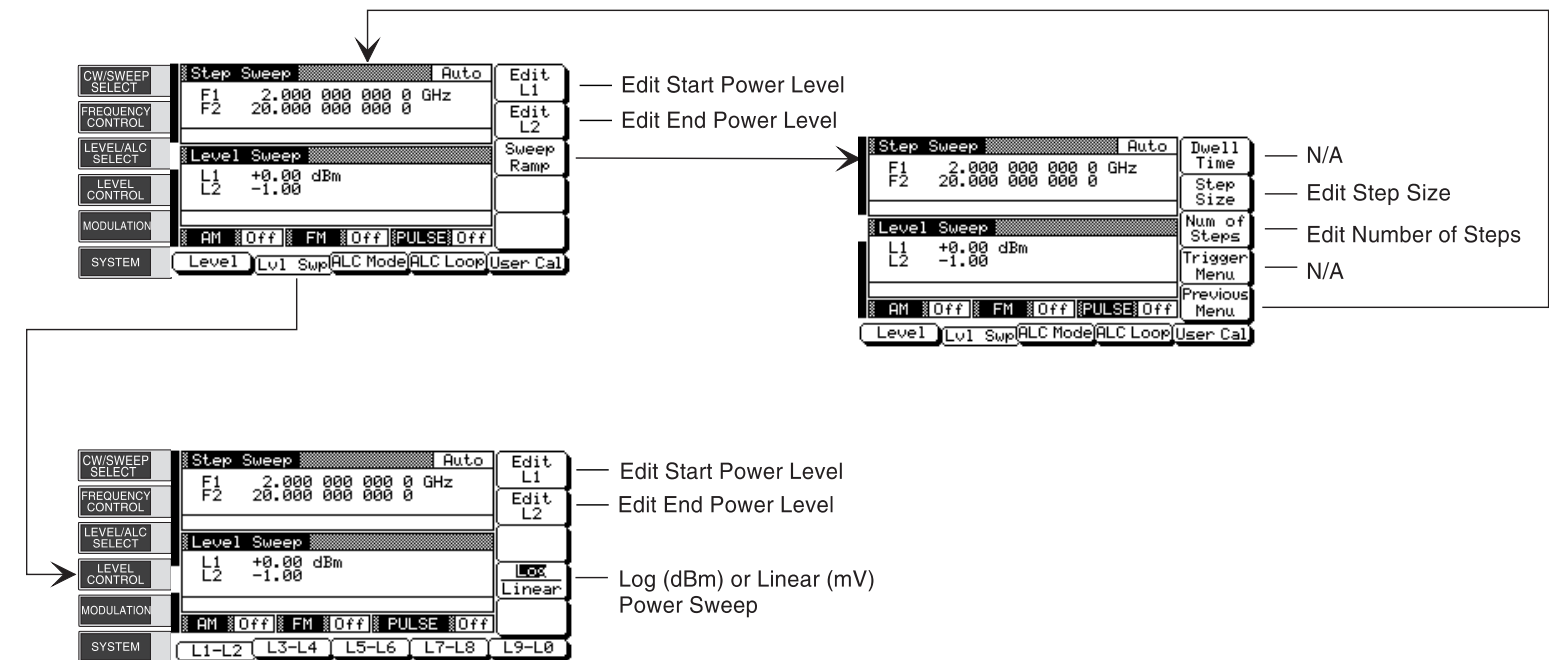 CW/SWEEP
SELECT
FREQUENCY
CONTROL
LEVEL/ALC
SELECT
LEVEL
CONTROL
MODULATION
SYSTEM
Step Sweep Auto
F1 2.000 000 000 0 GHz
F2 20.000 000 000 0
Level Sweep
L1 +0.00 dBm
L2 -1.00
AM Off FM Off PULSE Off
Level Lvl Swp ALC Mode ALC Loop User Cal
Edit
L1
Edit
L2
Sweep
Ramp
Edit Start Power Level
Edit End Power Level
Step Sweep Auto
F1 2.000 000 000 0 GHz
F2 20.000 000 000 0
Level Sweep
L1 +0.00 dBm
L2 -1.00
AM Off FM Off PULSE Off
Level Lvl Swp ALC Mode ALC Loop User Cal
Dwell
Time
Step
Size
Num of
Steps
Trigger
Menu
Previous
Menu
N/A
Edit Step Size
Edit Number of Steps
N/A
CW/SWEEP
SELECT
FREQUENCY
CONTROL
LEVEL/ALC
SELECT
LEVEL
CONTROL
MODULATION
SYSTEM
Step Sweep Auto
F1 2.000 000 000 0 GHz
F2 20.000 000 000 0
Level Sweep
L1 +0.00 dBm
L2 -1.00
AM Off FM Off PULSE Off
L1-L2 L3-L4 L5-L6 L7-L8 L9-L0
Edit
L1
Edit
L2
Log
Linear
Edit Start Power Level
Edit End Power Level
Log (dBm) or Linear (mV)
Power Sweep